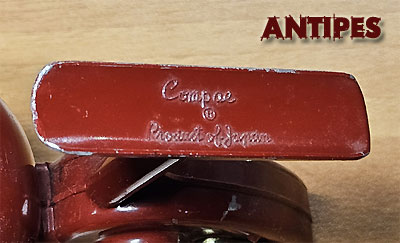 ANTIPES
Compac
®
Product of Japan